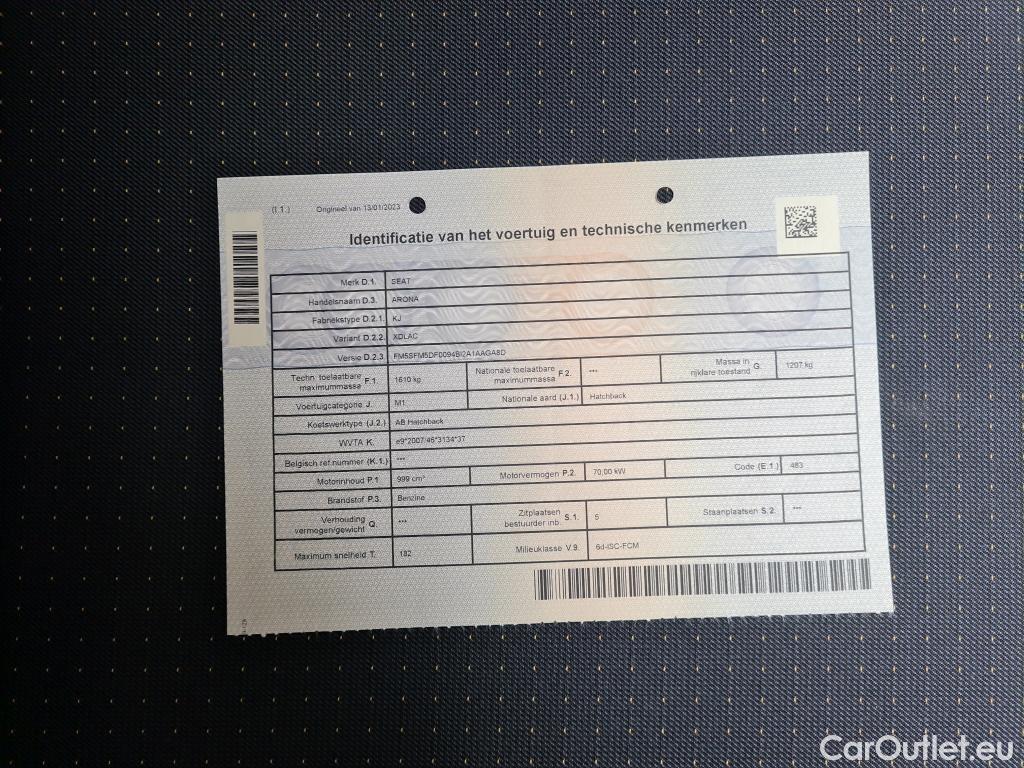 (I.1.) Origineel van 13/01/2023
Identificatie van het voertuig en technische kenmerken
Merk D.1. SEAT
Handelsnaam D.3. ARONA
Fabriekstype D.2.1. KJ
Variant D.2.2. XDLAC
Versie D.2.3. FM5SFM5DF0094BI2A1AAGA8D
Techn. toelaatbare maximummassa F.1. 1610 kg Nationale toelaatbare maximummassa F.2. --- Massa in rijklare toestand G. 1207 kg
Voertuigcategorie J. M1 Nationale aard (J.1.) Hatchback
Koetswerktype (J.2.) AB Hatchback
WVTA K. e9*2007/46*3134*37
Belgisch ref.nummer (K.1.) ---
Motorinhoud P.1 999 cm³ Motorvermogen P.2. 70,00 kW Code (E.1.) 483
Brandstof P.3. Benzine
Verhouding vermogen/gewicht Q. --- Zitplaatsen bestuurder inb. S.1. 5 Staanplaatsen S.2. ---
Maximum snelheid T. 182 Milieuklasse V.9. 6d-ISC-FCM
CarOutlet.eu